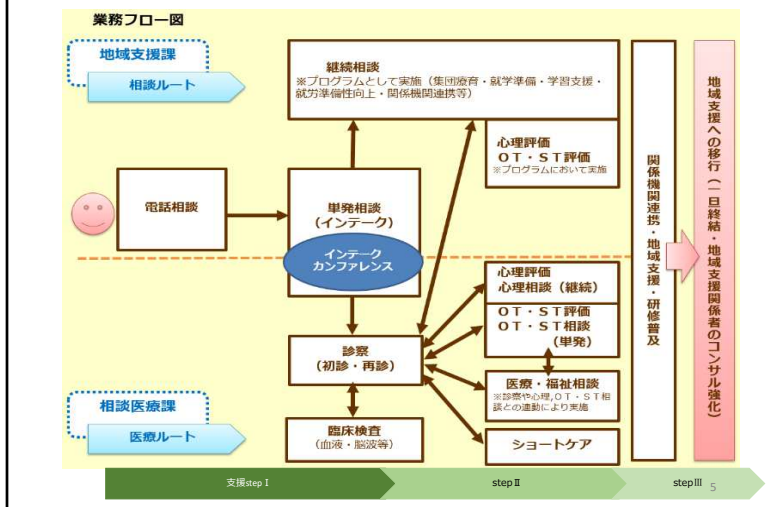 業務フロー図
地域支援課
相談ルート
継続相談
※プログラムとして実施（集団療育・就学準備・学習支援・
就労準備性向上・関係機関連携等）
心理評価
ＯＴ・ＳＴ評価
※プログラムにおいて実施
電話相談
単発相談
（インテーク）
インテーク
カンファレンス
心理評価
心理相談（継続）
ＯＴ・ＳＴ評価
ＯＴ・ＳＴ相談
（単発）
診察
（初診・再診）
医療・福祉相談
※診察や心理,ＯＴ・ＳＴ相
談との連動により実施
相談医療課
医療ルート
臨床検査
（血液・脳波等）
ショートケア
関係機関連携・地域支援・研修普及
地域支援への移行（一旦終結・地域支援関係者のコンサル強化）
支援step Ⅰ
step Ⅱ
step Ⅲ
5